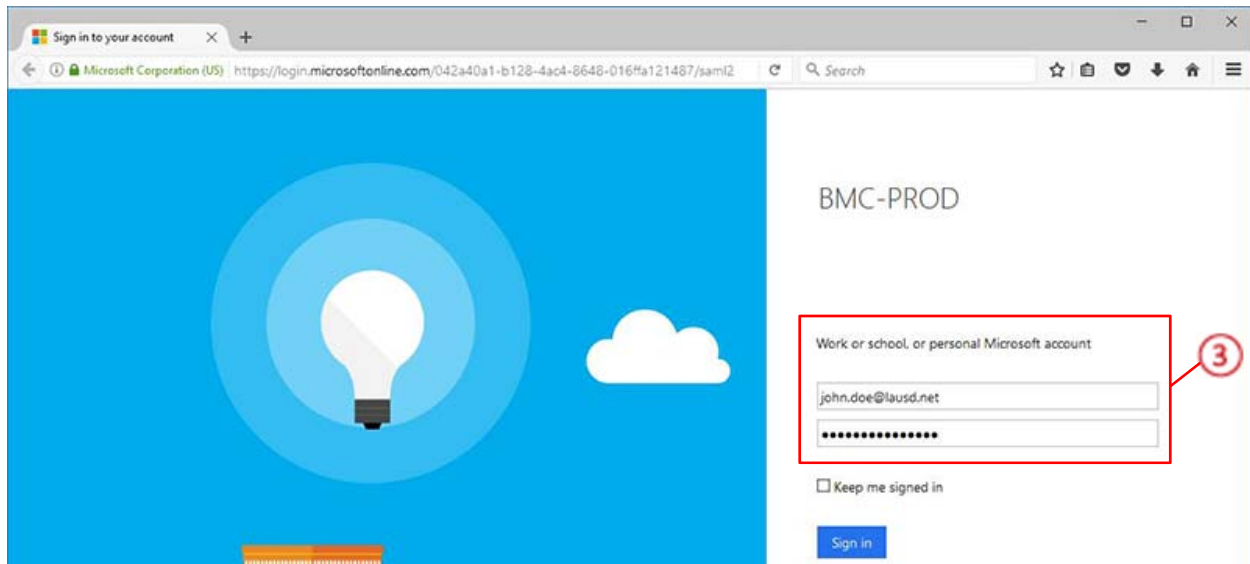 Sign in to your account
Microsoft Corporation (US) https://login.microsoftonline.com/042a40a1-b128-4ac4-8648-016ffa121487/saml2 Search
BMC-PROD
Work or school, or personal Microsoft account
3
john.doe@lausd.net
•••••••••••••••
Keep me signed in
Sign in